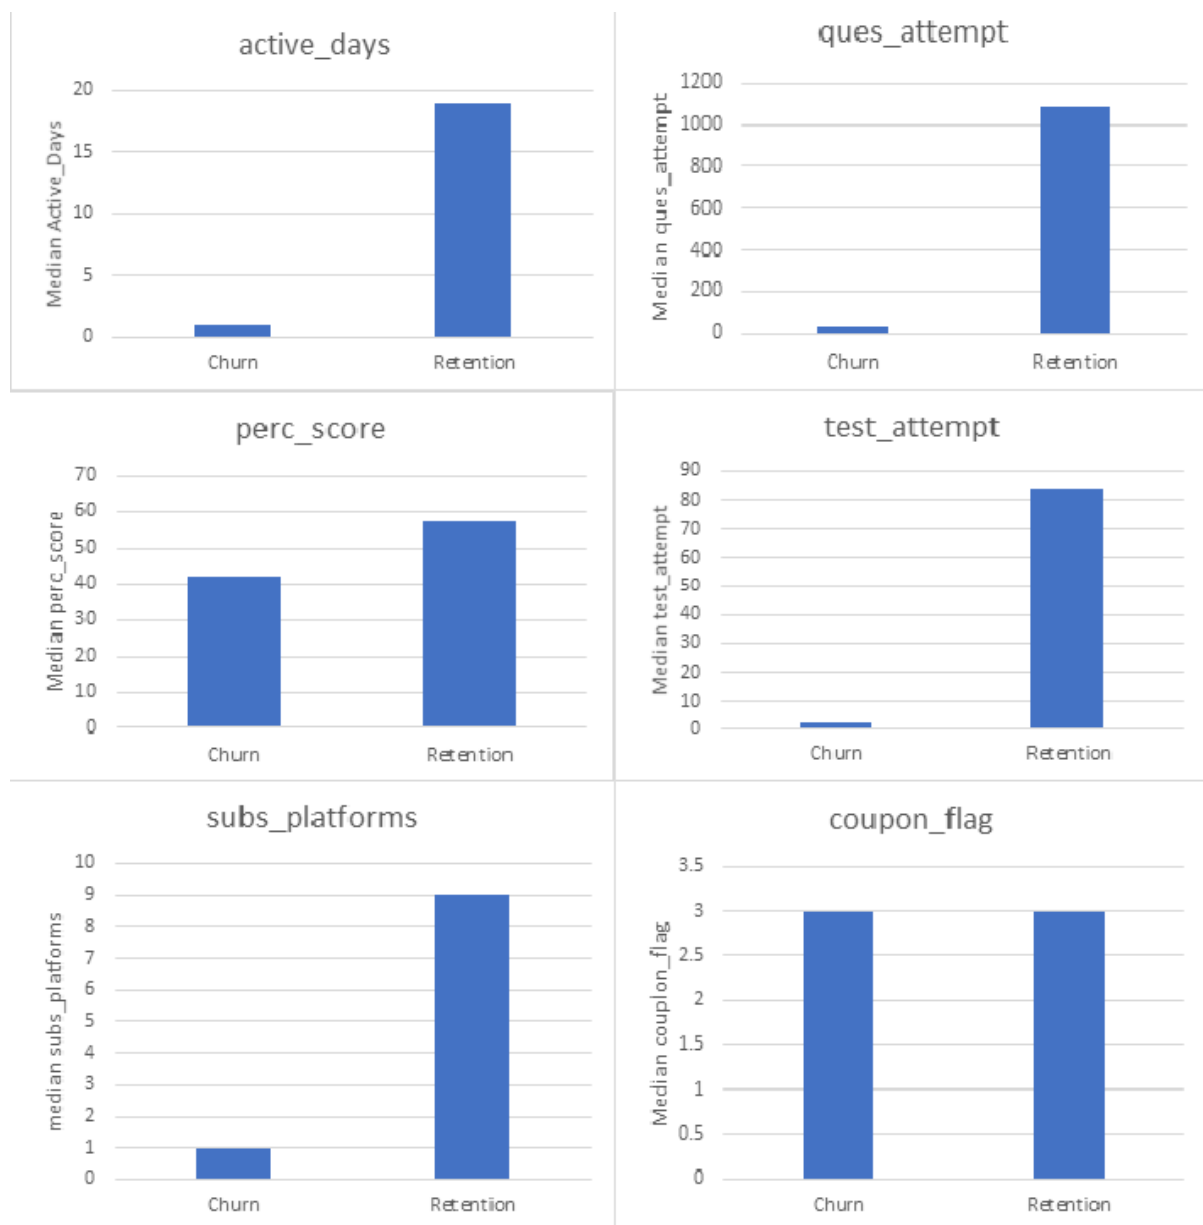 active_days
Median Active_Days
20
15
10
5
0
Churn
Retention
ques_attempt
Median ques_attempt
1200
1000
800
600
400
200
0
Churn
Retention
perc_score
Median perc_score
70
60
50
40
30
20
10
0
Churn
Retention
test_attempt
Median test_attempt
90
80
70
60
50
40
30
20
10
0
Churn
Retention
subs_platforms
median subs_platforms
10
9
8
7
6
5
4
3
2
1
0
Churn
Retention
coupon_flag
Median couplon_flag
3.5
3
2.5
2
1.5
1
0.5
0
Churn
Retention